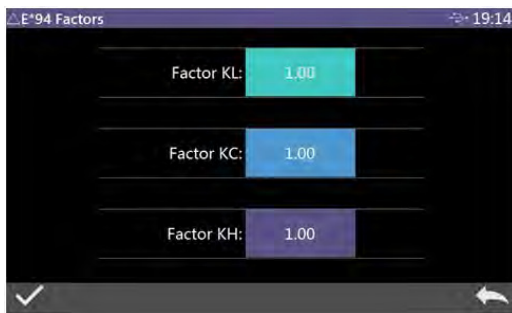 △E*94 Factors 19:14
Factor KL: 1.00
Factor KC: 1.00
Factor KH: 1.00